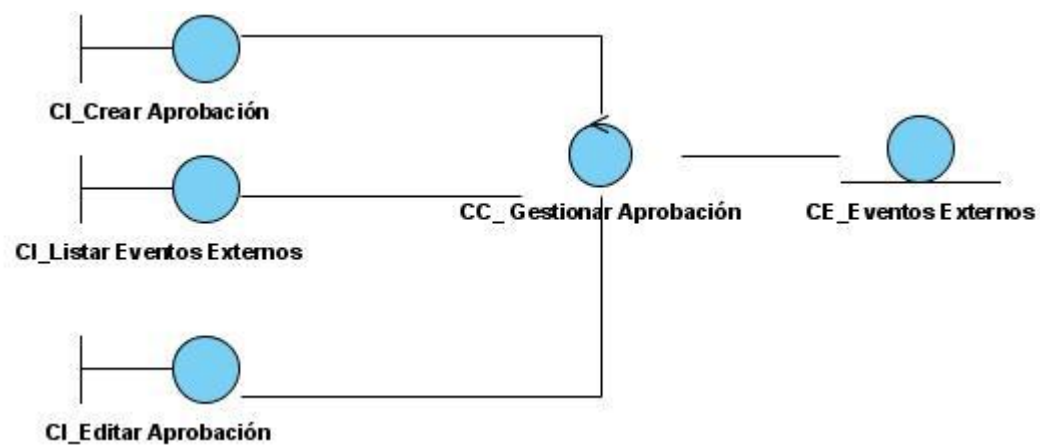 CI_Crear Aprobación
CI_Listar Eventos Externos
CC_ Gestionar Aprobación
CE_Eventos Externos
CI_Editar Aprobación